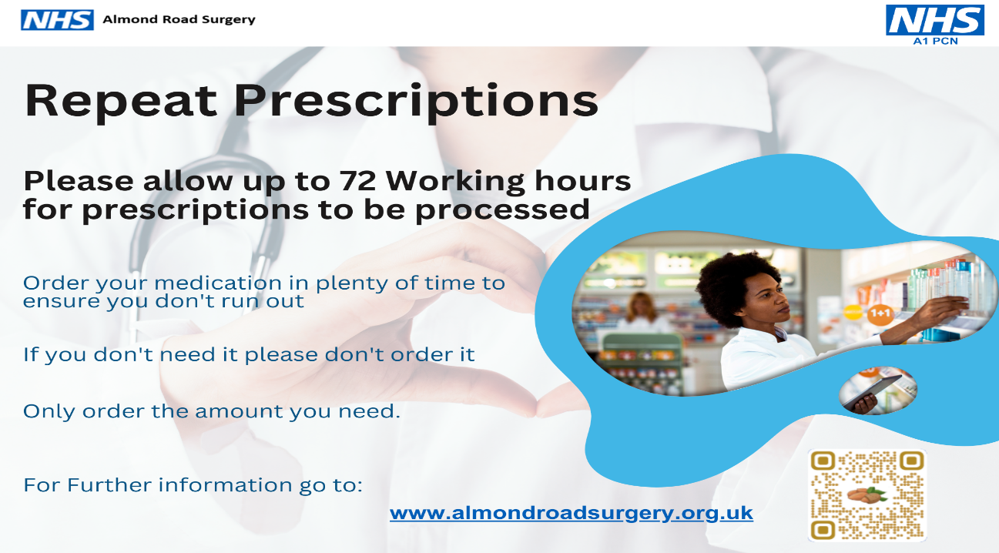 NHS Almond Road Surgery
NHS
A1 PCN
Repeat Prescriptions
Please allow up to 72 Working hours
for prescriptions to be processed
Order your medication in plenty of time to
ensure you don't run out
If you don't need it please don't order it
Only order the amount you need.
1+1
For Further information go to:
www.almondroadsurgery.org.uk